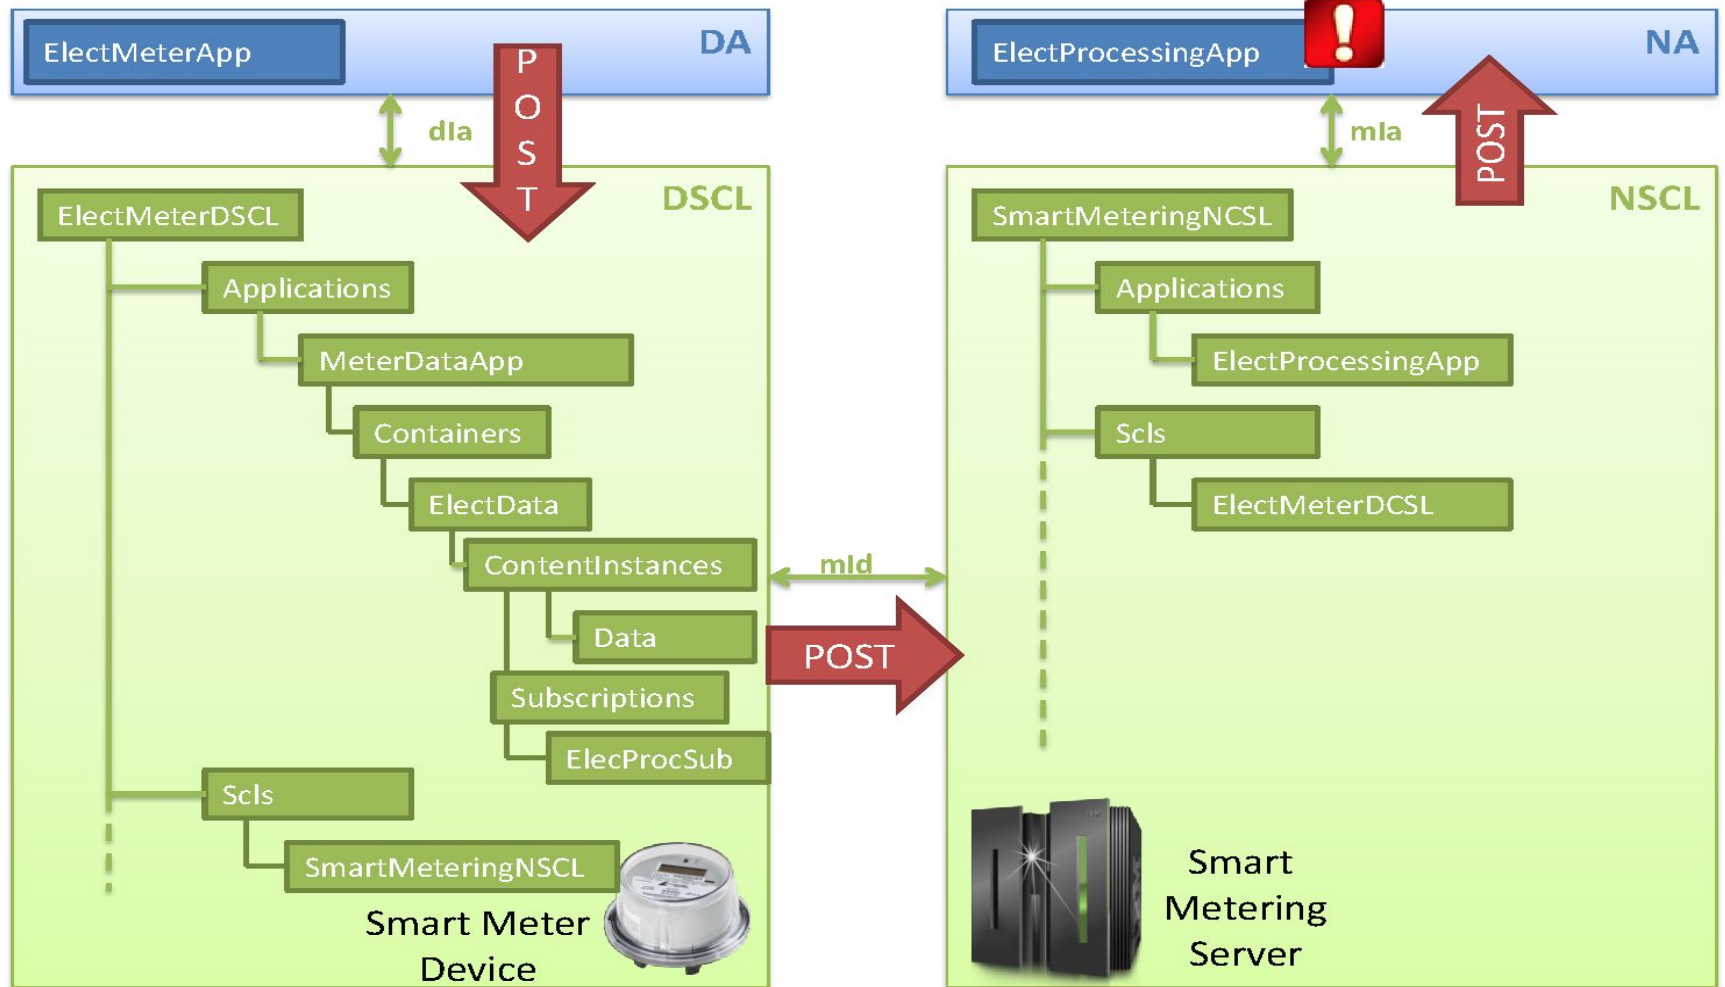 ElectMeterApp
DA
P
O
S
T
dIa
DSCL
ElectMeterDSCL
Applications
MeterDataApp
Containers
ElectData
ContentInstances
Data
Subscriptions
ElecProcSub
Scls
SmartMeteringNSCL
Smart Meter
Device
mId
POST
ElectProcessingApp
!
NA
mIa
POST
NSCL
SmartMeteringNCSL
Applications
ElectProcessingApp
Scls
ElectMeterDCSL
Smart
Metering
Server